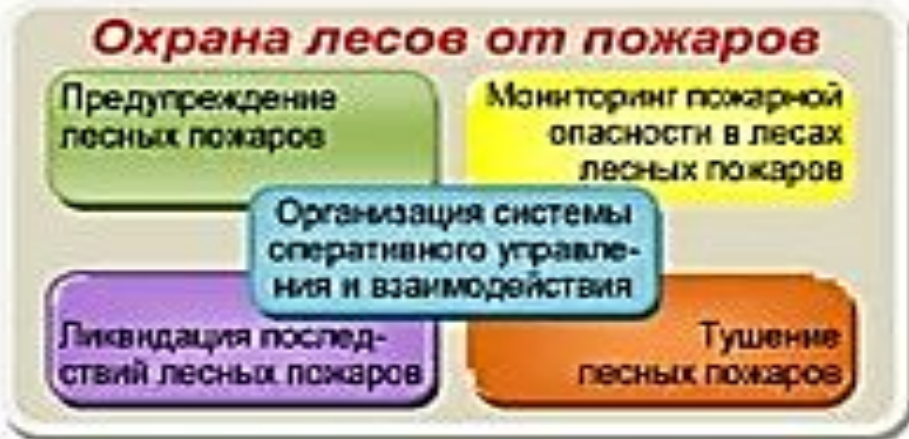 Охрана лесов от пожаров
Предупреждение
лесных пожаров
Мониторинг пожарной
опасности в лесах
лесных пожаров
Организация системы
оперативного управле-
ния и взаимодействия
Ликвидация послед-
ствий лесных пожаров
Тушение
лесных пожаров